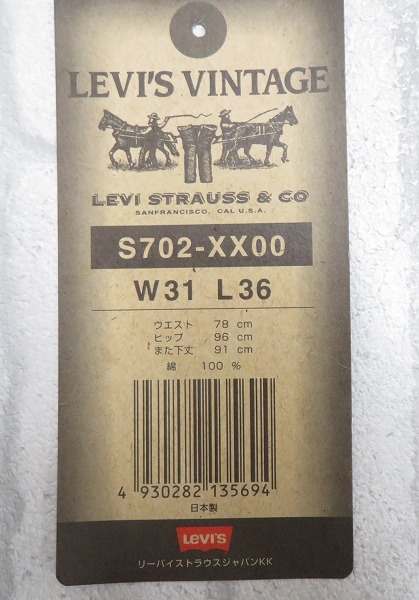 LEVI'S VINTAGE
LEVI STRAUSS & CO
SANFRANCISCO, CAL U.S.A.
S702-XX00
W31 L36
ウエスト 78 cm
ヒップ 96 cm
また下丈 91 cm
綿 100 %
4 930282 135694
日本製
LEVI'S
リーバイストラウスジャパンKK